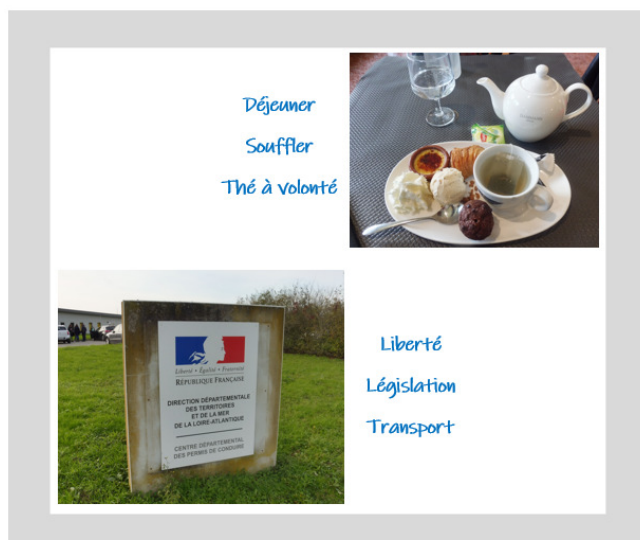 Déjeuner
Souffler
Thé à volonté
Liberté • Égalité • Fraternité
RÉPUBLIQUE FRANÇAISE
DIRECTION DÉPARTEMENTALE
DES TERRITOIRES
ET DE LA MER
DE LA LOIRE-ATLANTIQUE
CENTRE DÉPARTEMENTAL
DES PERMIS DE CONDUIRE
Liberté
Législation
Transport